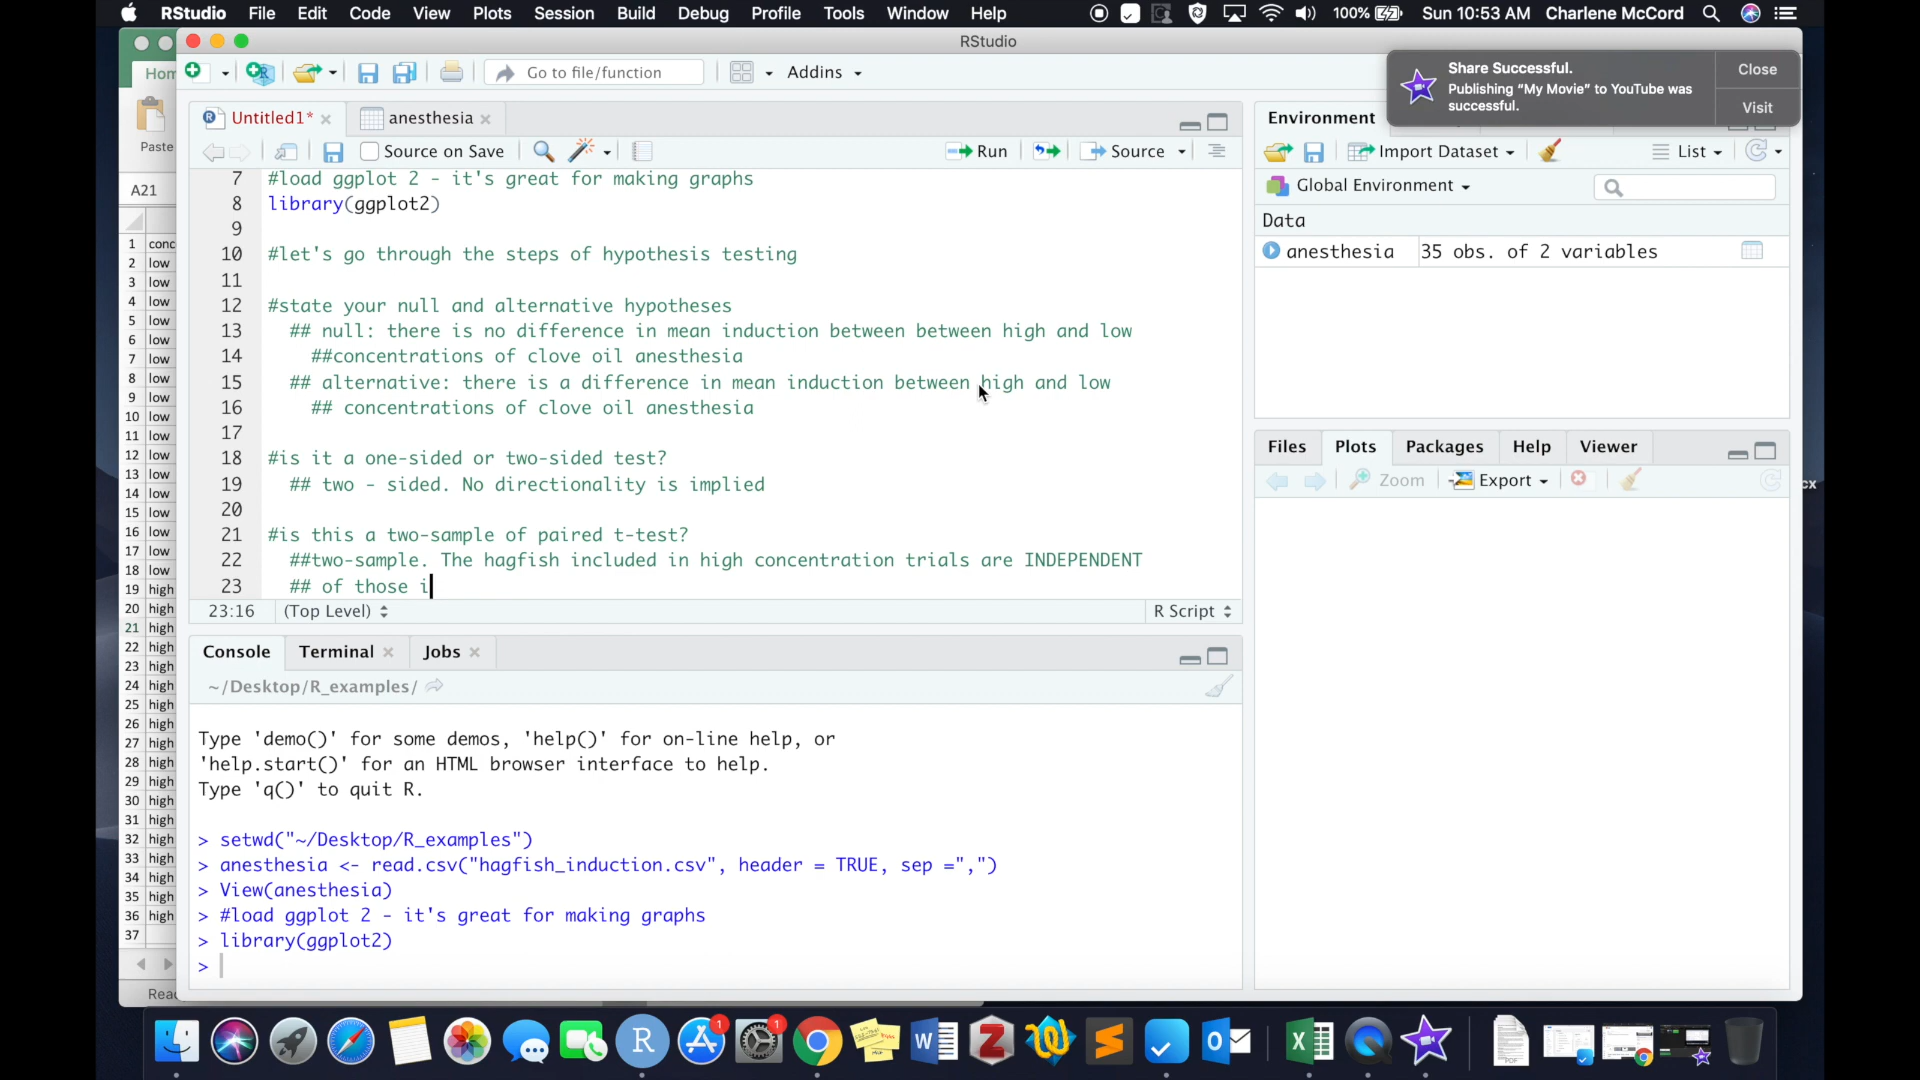 RStudio File Edit Code View Plots Session Build Debug Profile Tools Window Help 100% Sun 10:53 AM Charlene McCord
RStudio
Go to file/function Addins
Share Successful.
Publishing “My Movie” to YouTube was
successful.
Close
Visit
Paste
A21
Untitled1* anesthesia
Source on Save Run Source
7 #load ggplot 2 - it's great for making graphs
8 library(ggplot2)
9
10 #let's go through the steps of hypothesis testing
11
12 #state your null and alternative hypotheses
13 ## null: there is no difference in mean induction between between high and low
14 ##concentrations of clove oil anesthesia
15 ## alternative: there is a difference in mean induction between high and low
16 ## concentrations of clove oil anesthesia
17
18 #is it a one-sided or two-sided test?
19 ## two - sided. No directionality is implied
20
21 #is this a two-sample of paired t-test?
22 ##two-sample. The hagfish included in high concentration trials are INDEPENDENT
23 ## of those i
23:16 (Top Level) R Script
Console Terminal Jobs
~/Desktop/R_examples/
Type 'demo()' for some demos, 'help()' for on-line help, or
'help.start()' for an HTML browser interface to help.
Type 'q()' to quit R.
> setwd("~/Desktop/R_examples")
> anesthesia <- read.csv("hagfish_induction.csv", header = TRUE, sep =",")
> View(anesthesia)
> #load ggplot 2 - it's great for making graphs
> library(ggplot2)
>
Environment
Import Dataset List
Global Environment
Data
anesthesia 35 obs. of 2 variables
Files Plots Packages Help Viewer
Zoom Export
cx
1 conc
2 low
3 low
4 low
5 low
6 low
7 low
8 low
9 low
10 low
11 low
12 low
13 low
14 low
15 low
16 low
17 low
18 low
19 high
20 high
21 high
22 high
23 high
24 high
25 high
26 high
27 high
28 high
29 high
30 high
31 high
32 high
33 high
34 high
35 high
36 high
37